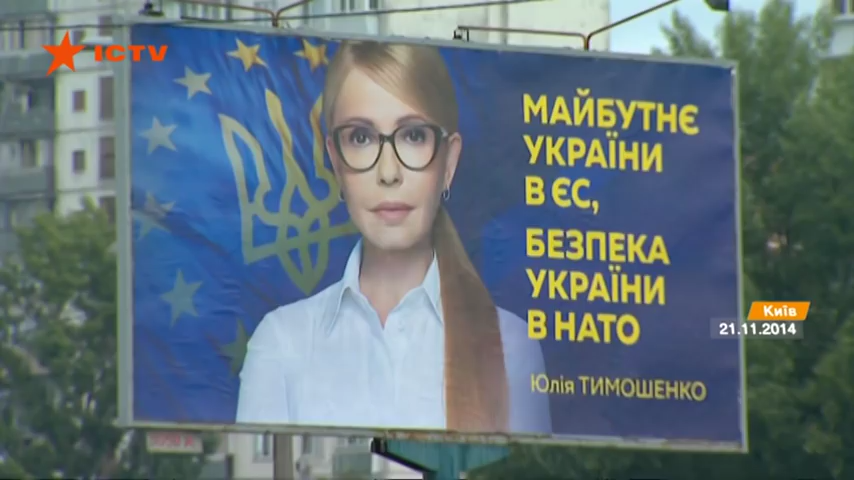 ICTV
МАЙБУТНЄ
УКРАЇНИ
В ЄС,
БЕЗПЕКА
УКРАЇНИ
В НАТО
Юлія ТИМОШЕНКО
Київ
21.11.2014